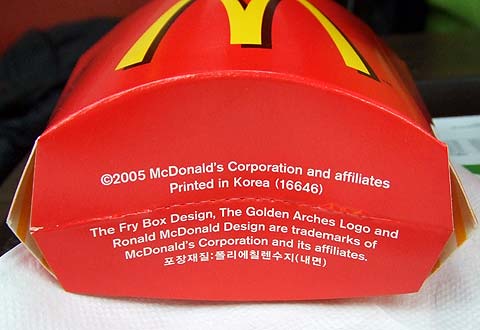 ©2005 McDonald's Corporation and affiliates
Printed in Korea (16646)
The Fry Box Design, The Golden Arches Logo and
Ronald McDonald Design are trademarks of
McDonald's Corporation and its affiliates.
포장재질:폴리에칠렌수지(내면)